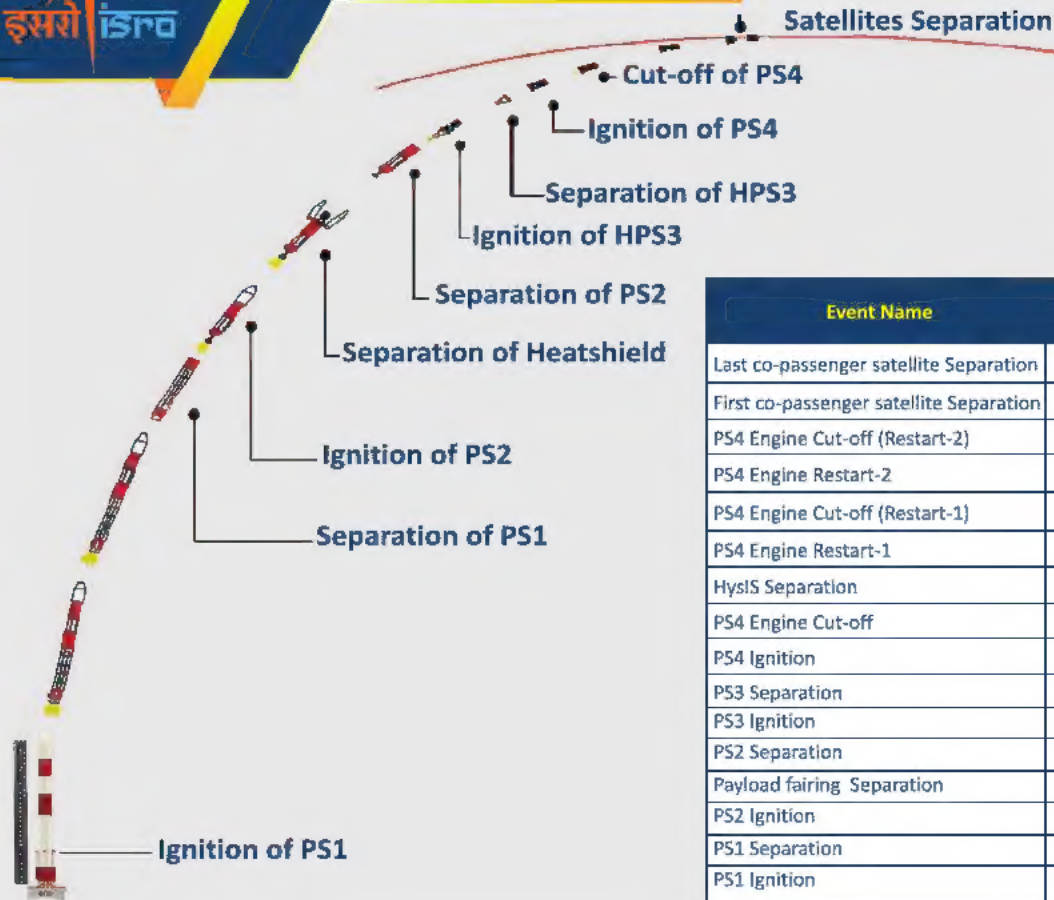 इसरो isro
Satellites Separation
Cut-off of PS4
Ignition of PS4
Separation of HPS3
Ignition of HPS3
Separation of PS2
Separation of Heatshield
Ignition of PS2
Separation of PS1
Ignition of PS1
Event Name
Last co-passenger satellite Separation
First co-passenger satellite Separation
PS4 Engine Cut-off (Restart-2)
PS4 Engine Restart-2
PS4 Engine Cut-off (Restart-1)
PS4 Engine Restart-1
HysIS Separation
PS4 Engine Cut-off
PS4 Ignition
PS3 Separation
PS3 Ignition
PS2 Separation
Payload fairing Separation
PS2 Ignition
PS1 Separation
PS1 Ignition